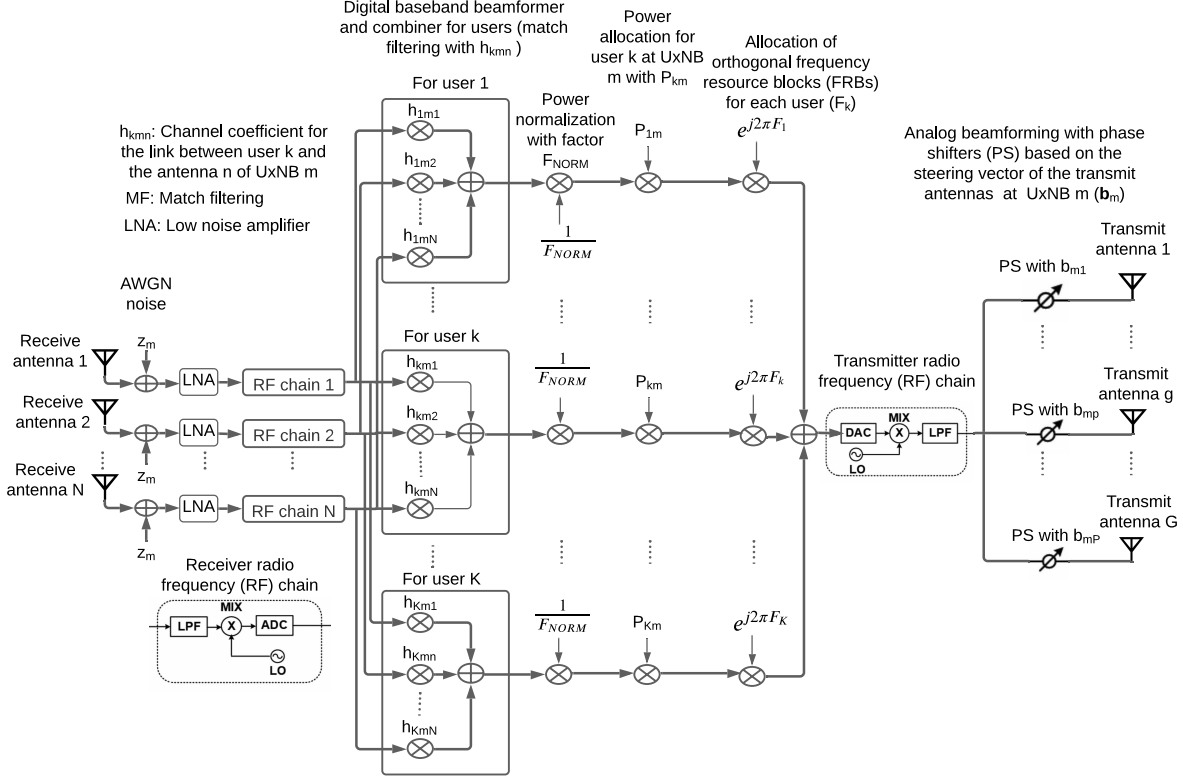 Digital baseband beamformer
and combiner for users (match
filtering with h_kmn )
Power
allocation for
user k at UxNB
m with P_km
Allocation of
orthogonal frequency
resource blocks (FRBs)
for each user (F_k)
Power
normalization
with factor
F_NORM
h_kmn: Channel coefficient for
the link between user k and
the antenna n of UxNB m
MF: Match filtering
LNA: Low noise amplifier
Analog beamforming with phase
shifters (PS) based on the
steering vector of the transmit
antennas at UxNB m (b_m)
For user 1
h_1m1
h_1m2
h_1mN
1
F_NORM
P_1m
e^j2πF_1
AWGN
noise
Receive
antenna 1
z_m
LNA
RF chain 1
Receive
antenna 2
z_m
LNA
RF chain 2
Receive
antenna N
z_m
LNA
RF chain N
For user k
h_km1
h_km2
h_kmN
1
F_NORM
P_km
e^j2πF_k
For user K
h_Km1
h_Kmn
h_KmN
1
F_NORM
P_Km
e^j2πF_K
Receiver radio
frequency (RF) chain
LPF
MIX
X
ADC
LO
Transmitter radio
frequency (RF) chain
DAC
MIX
X
LPF
LO
PS with b_m1
Transmit
antenna 1
PS with b_mp
Transmit
antenna g
PS with b_mP
Transmit
antenna G